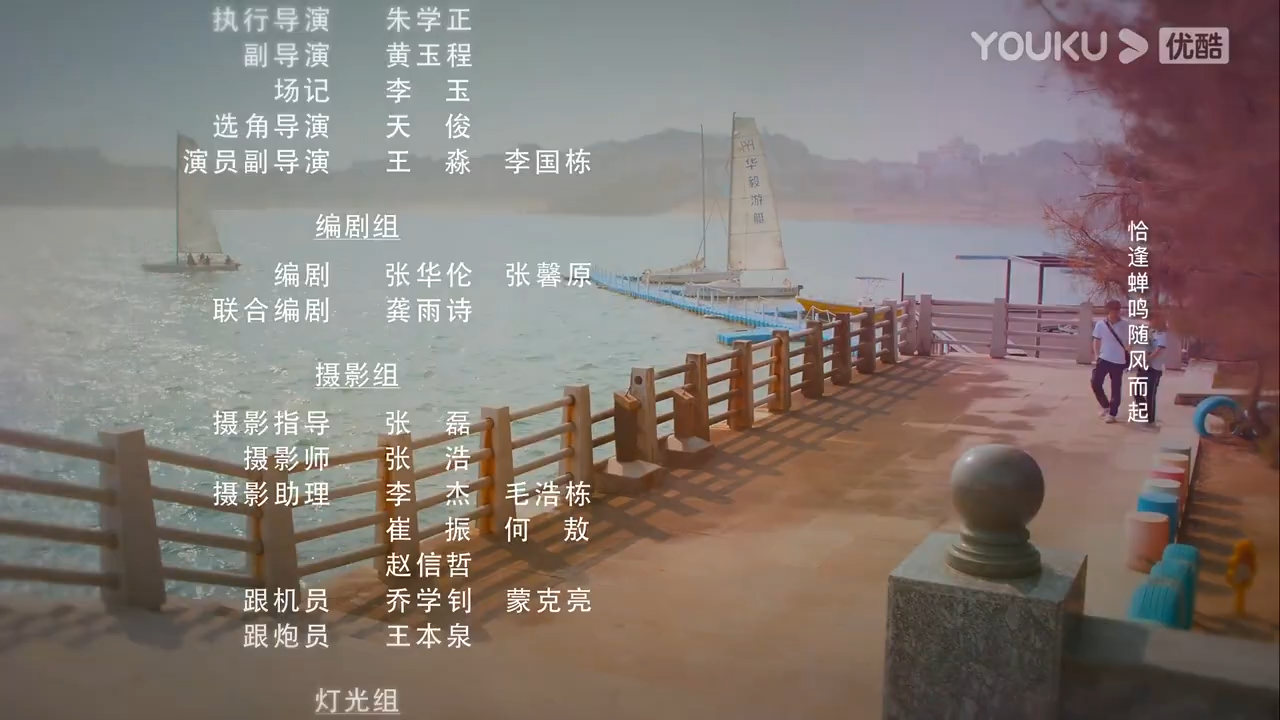 执行导演 朱学正
副导演 黄玉程
场记 李 玉
选角导演 天 俊
演员副导演 王 淼 李国栋
编剧组
编剧 张华伦 张馨原
联合编剧 龚雨诗
摄影组
摄影指导 张 磊
摄影师 张 浩
摄影助理 李 杰 毛浩栋
崔 振 何 敖
赵信哲
跟机员 乔学钊 蒙克亮
跟炮员 王本泉
灯光组
YOUKU 优酷
华毅游艇
恰逢蝉鸣随风而起